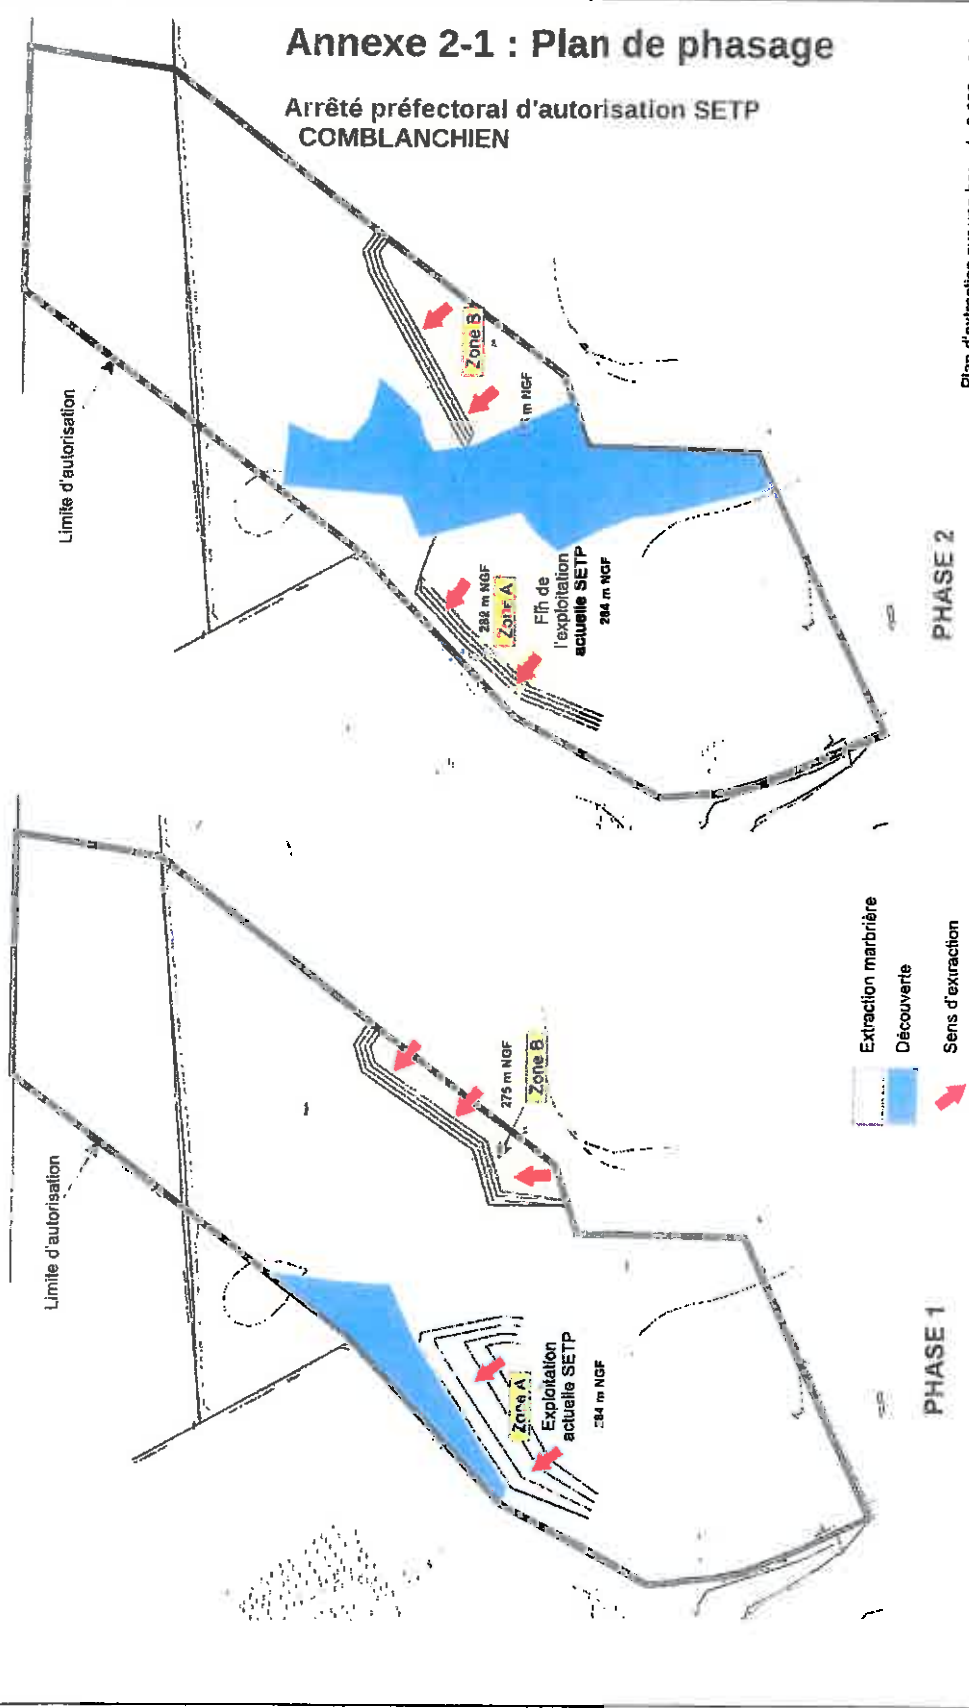 Annexe 2-1 : Plan de phasage
Arrêté préfectoral d'autorisation SETP
COMBLANCHIEN
Limite d'autorisation
Zone B
m NGF
282 m NGF
Zone A
Fin de
l'exploitation
actuelle SETP
264 m NGF
PHASE 2
Limite d'autorisation
275 m NGF
Zone B
Zone A
Exploitation
actuelle SETP
284 m NGF
PHASE 1
Extraction marbrière
Découverte
Sens d'extraction